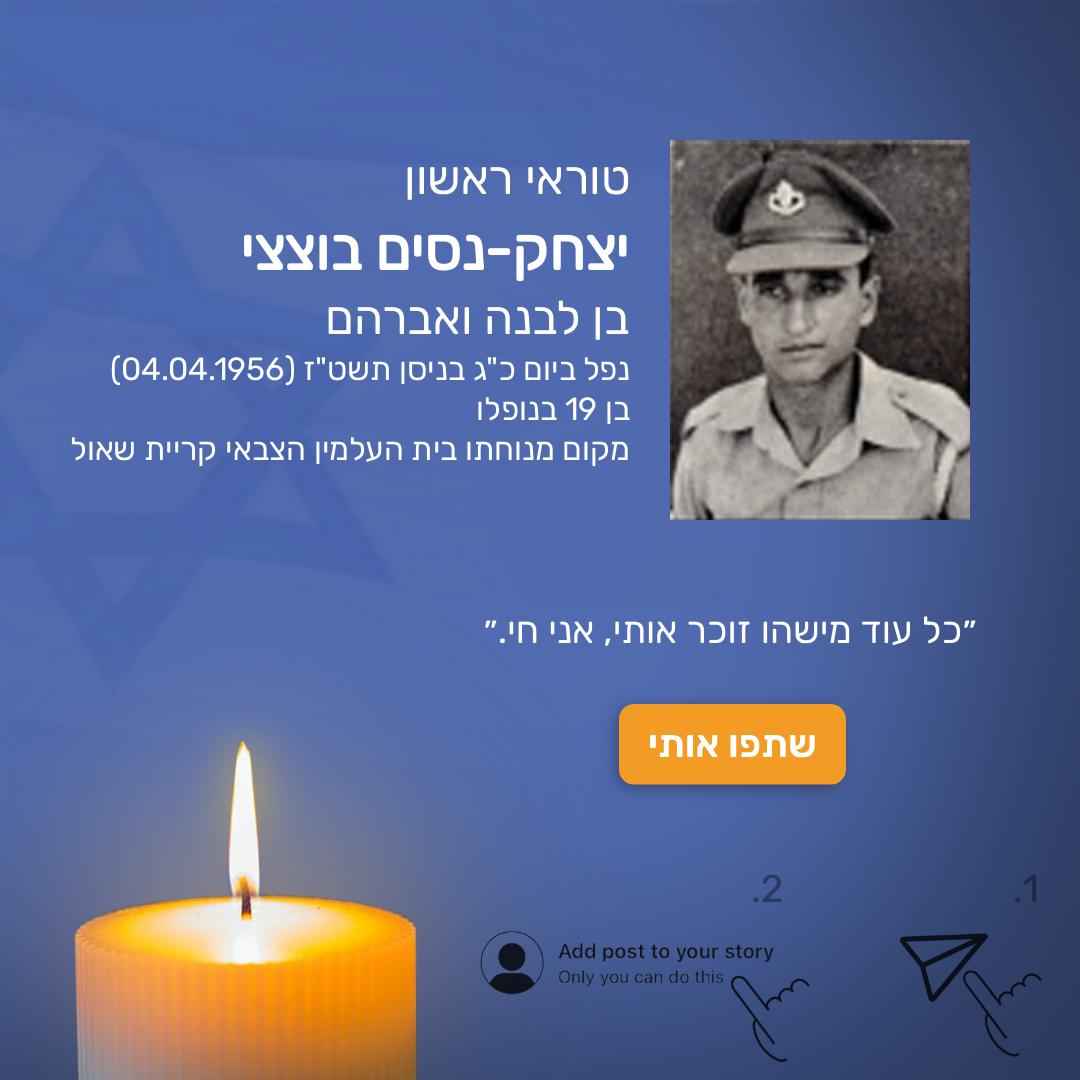 טוראי ראשון
יצחק-נסים בוצצי
בן לבנה ואברהם
נפל ביום כ"ג בניסן תשט"ז (04.04.1956)
בן 19 בנופלו
מקום מנוחתו בית העלמין הצבאי קריית שאול
״כל עוד מישהו זוכר אותי, אני חי.״
שתפו אותי
1.
2.
Add post to your story
Only you can do this